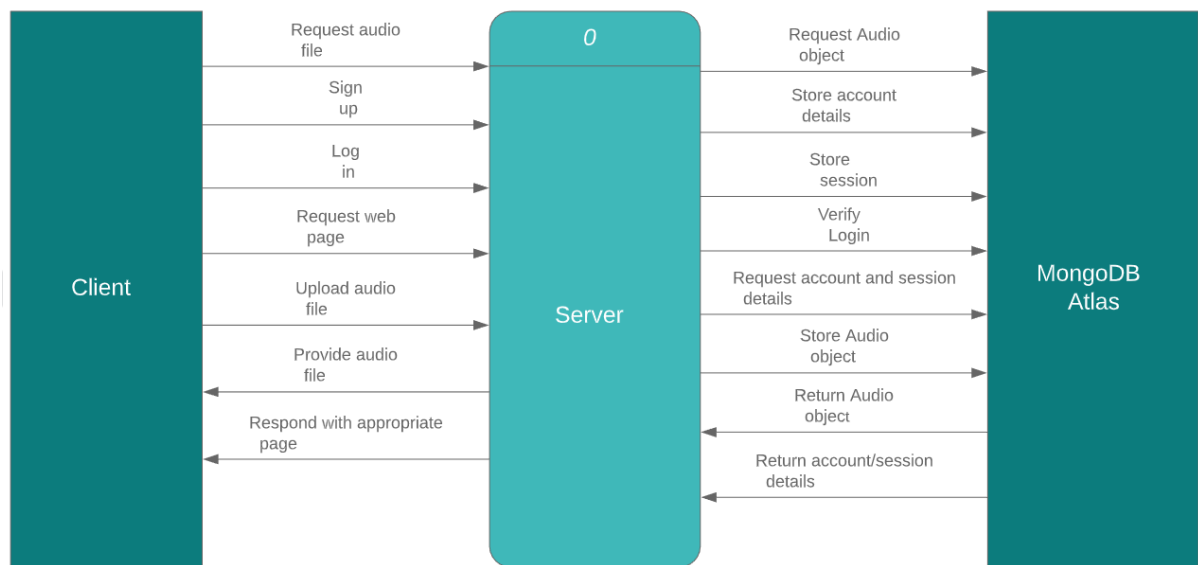 Request audio
file
Sign
up
Log
in
Request web
page
Upload audio
file
Provide audio
file
Respond with appropriate
page
Client
0
Server
Request Audio
object
Store account
details
Store
session
Verify
Login
Request account and session
details
Store Audio
object
Return Audio
object
Return account/session
details
MongoDB
Atlas